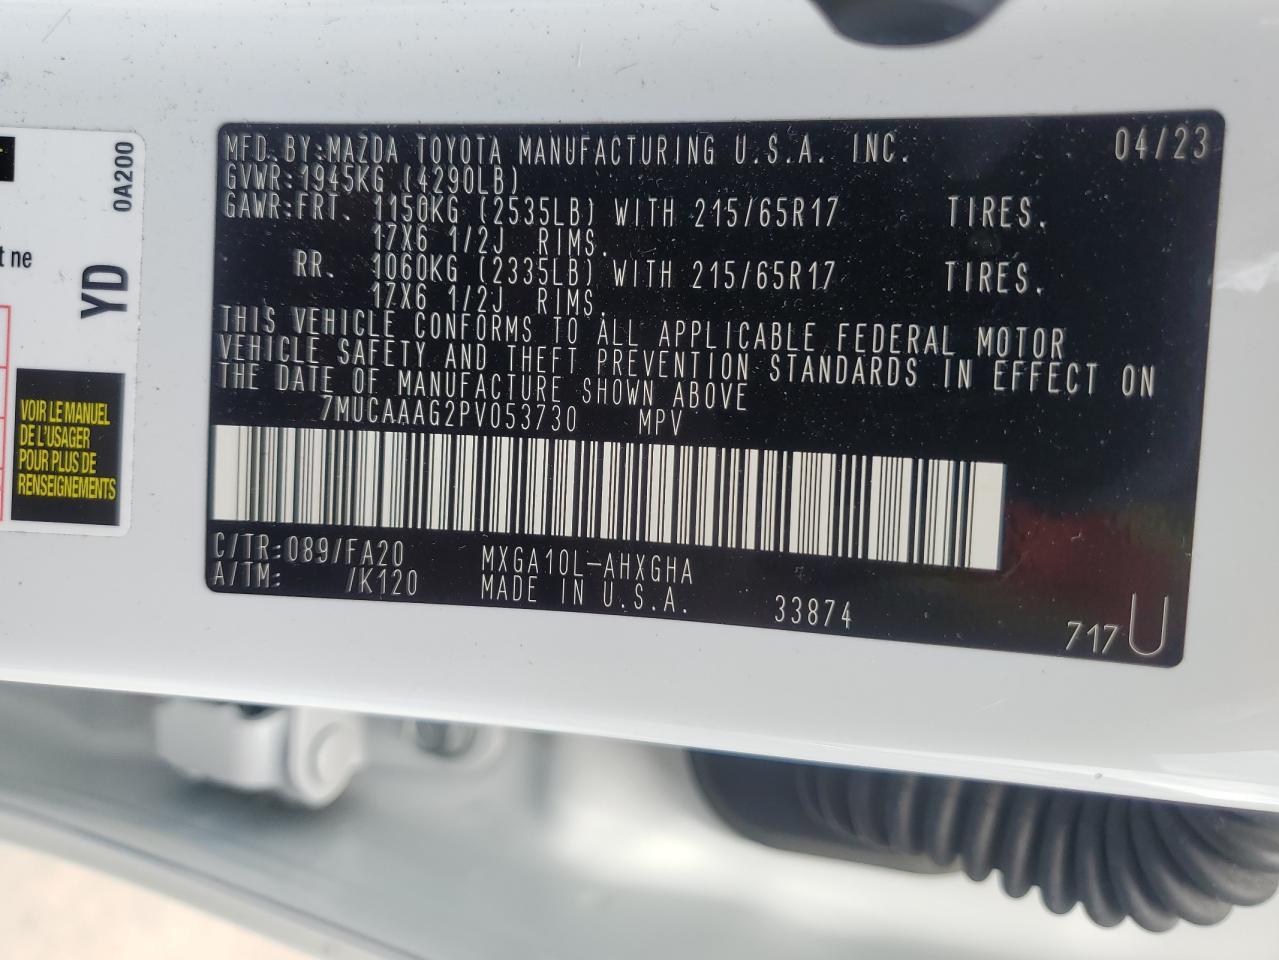 MFD.BY:MAZDA TOYOTA MANUFACTURING U.S.A. INC. 04/23
GVWR:1945KG (4290LB)
GAWR:FRT. 1150KG (2535LB) WITH 215/65R17 TIRES.
17X6 1/2J RIMS.
RR. 1060KG (2335LB) WITH 215/65R17 TIRES.
17X6 1/2J RIMS.
THIS VEHICLE CONFORMS TO ALL APPLICABLE FEDERAL MOTOR
VEHICLE SAFETY AND THEFT PREVENTION STANDARDS IN EFFECT ON
THE DATE OF MANUFACTURE SHOWN ABOVE
7MUCAAAG2PV053730 MPV
C/TR:089/FA20 MXGA10L-AHXGHA
A/TM: /K120 MADE IN U.S.A. 33874
717 U
0A200
YD
t ne
VOIR LE MANUEL
DE L'USAGER
POUR PLUS DE
RENSEIGNEMENTS